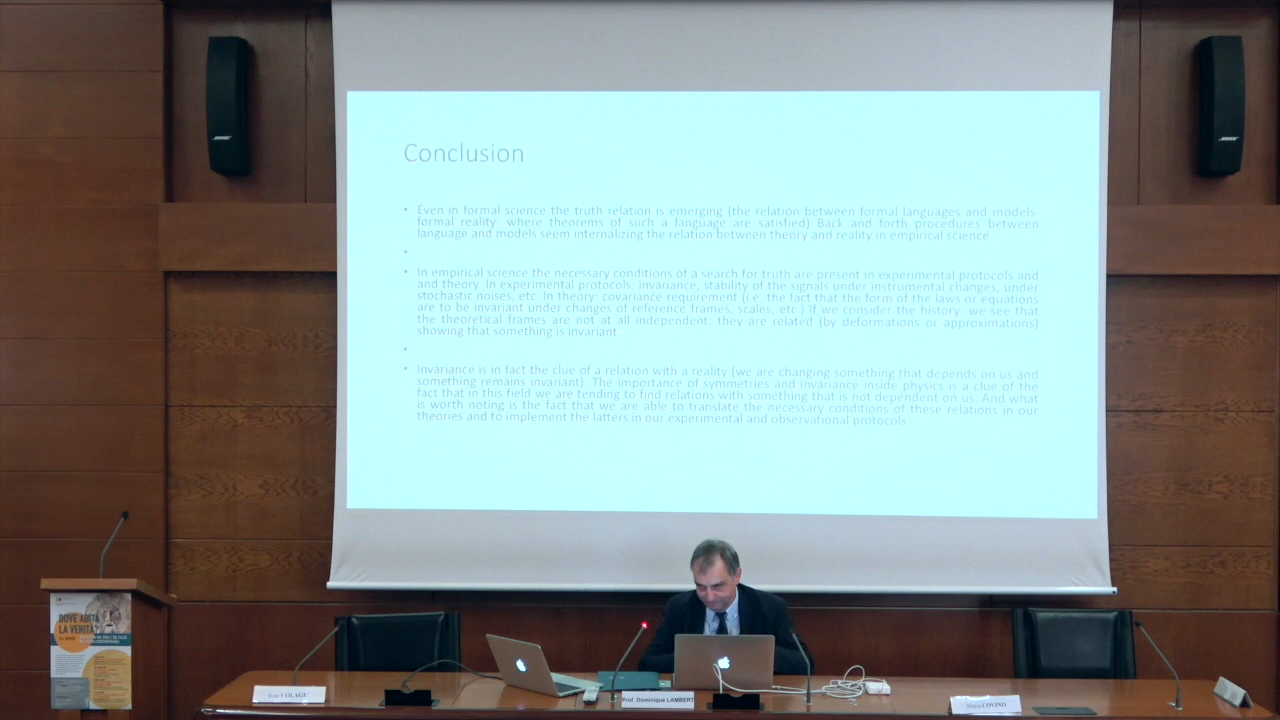 BOSE
BOSE
Conclusion
• Even in formal science the truth relation is emerging (the relation between formal languages and models-
formal reality- where theorems of such a language are satisfied) Back and forth procedures between
language and models seem internalizing the relation between theory and reality in empirical science.
•
• In empirical science the necessary conditions of a search for truth are present in experimental protocols and
and theory. In experimental protocols: invariance, stability of the signals under instrumental changes, under
stochastic noises, etc. In theory: covariance requirement (i.e. the fact that the form of the laws or equations
are to be invariant under changes of reference frames, scales, etc.) If we consider the history: we see that
the theoretical frames are not at all independent: they are related (by deformations or approximations)
showing that something is invariant.
•
• Invariance is in fact the clue of a relation with a reality (we are changing something that depends on us and
something remains invariant). The importance of symmetries and invariance inside physics is a clue of the
fact that in this field we are tending to find relations with something that is not dependent on us. And what
is worth noting is the fact that we are able to translate the necessary conditions of these relations in our
theories and to implement the latters in our experimental and observational protocols.
DOVE ABITA
LA VERITÀ?
Ivan COLAGE'
Prof. Dominique LAMBERT
Maria COVINO